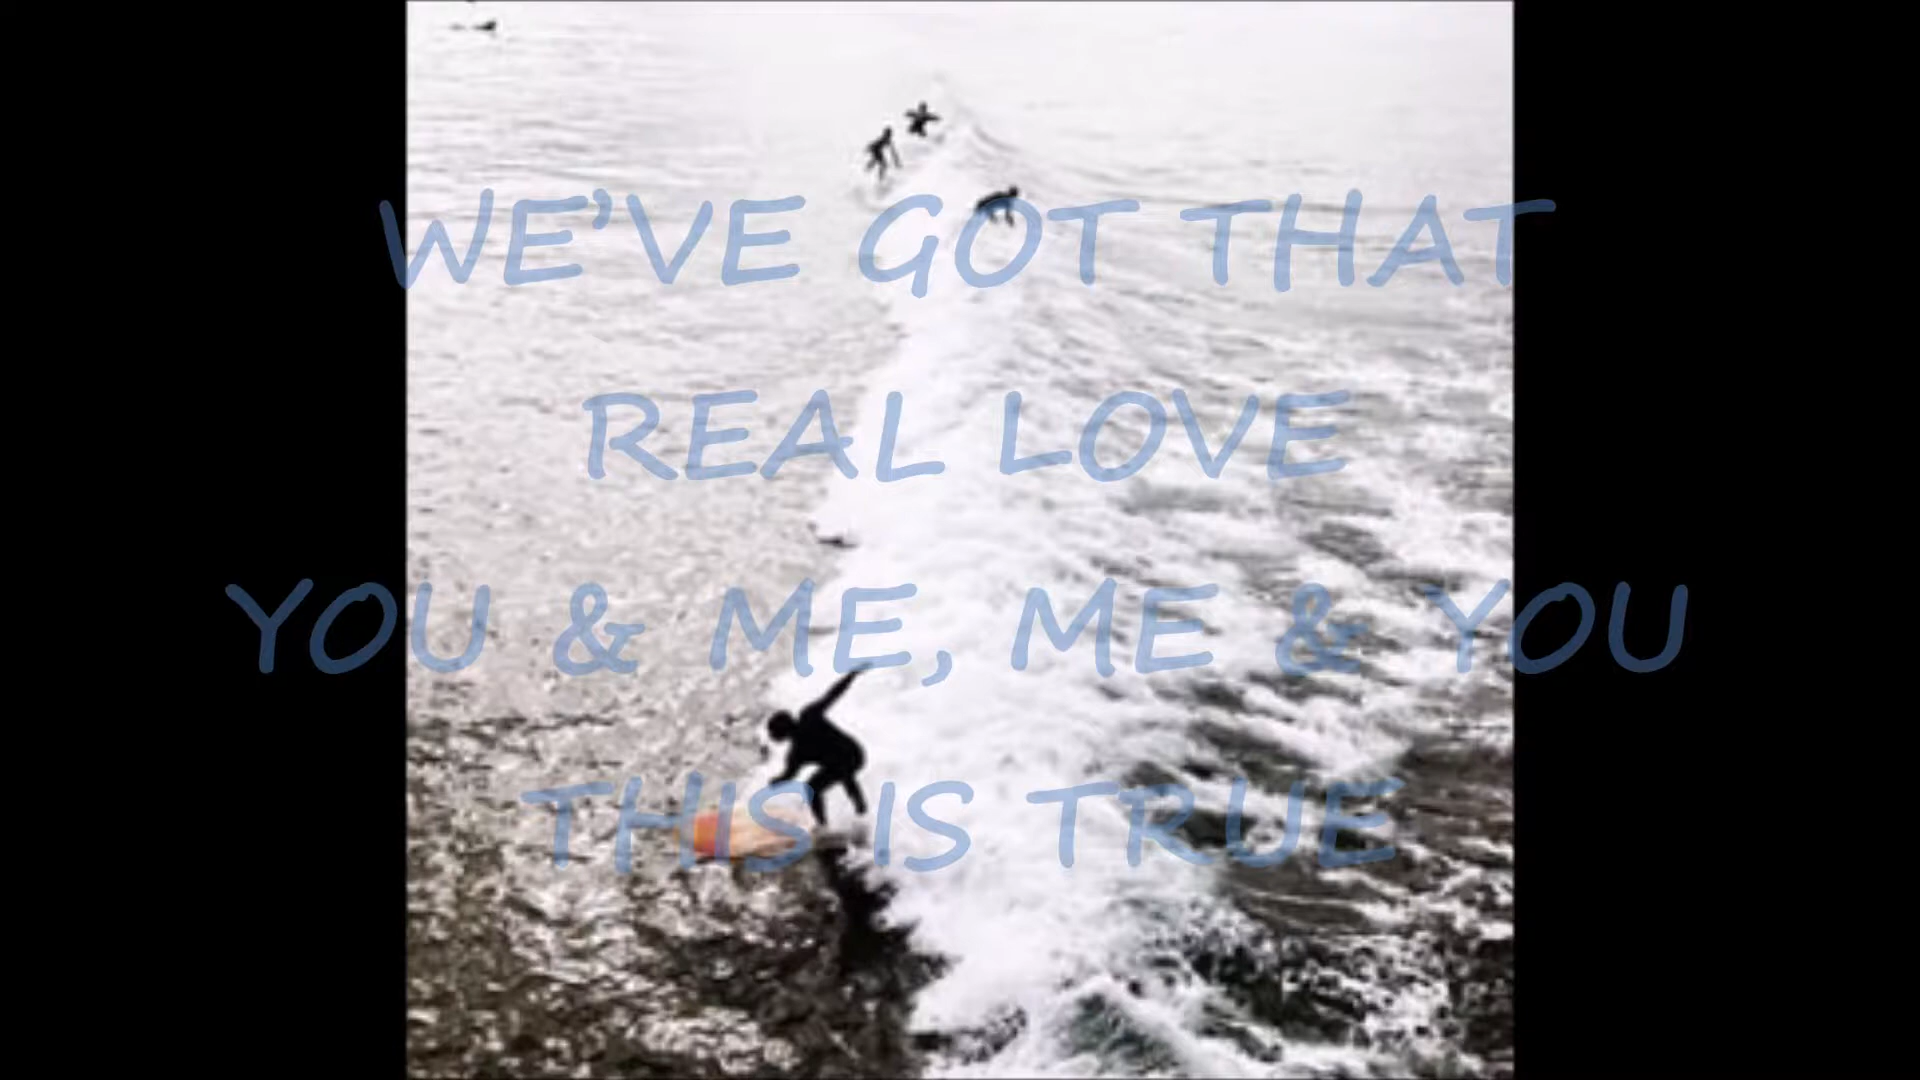 WE’VE GOT THAT
REAL LOVE
YOU & ME, ME & YOU
THIS IS TRUE